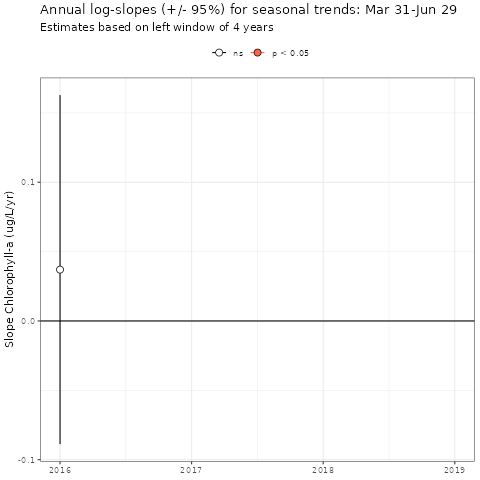 Annual log-slopes (+/- 95%) for seasonal trends: Mar 31-Jun 29
Estimates based on left window of 4 years
ns p < 0.05
Slope Chlorophyll-a (ug/L/yr)
0.1
0.0
-0.1
2016 2017 2018 2019